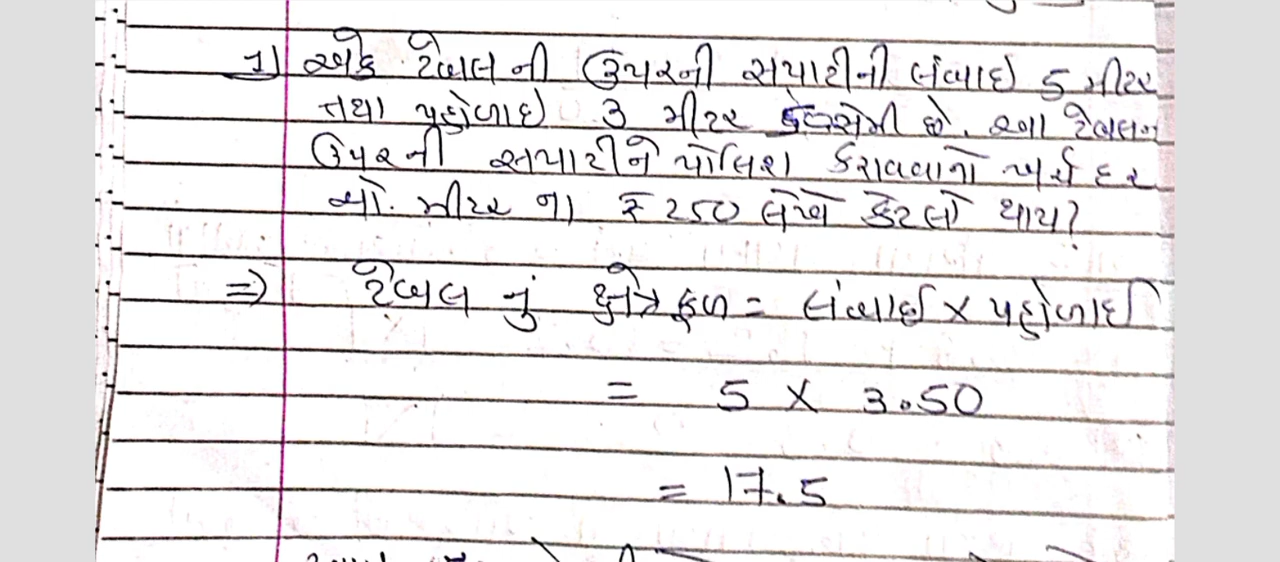 1) એક ટેબલ ની ઉપરની સપાટીની લંબાઈ 5 મીટર
તથા પહોળાઈ 3 મીટર સેમી છે. આ ટેબલન
ઉપરની સપાટીને પોલિશ કરાવવાનો ખર્ચ દર
ચો. મીટર ના ₹ 250 લેખે કેટલો થાય?
=) ટેબલ નું ક્ષેત્રફળ = લંબાઈ X પહોળાઈ
= 5 X 3.50
= 17.5